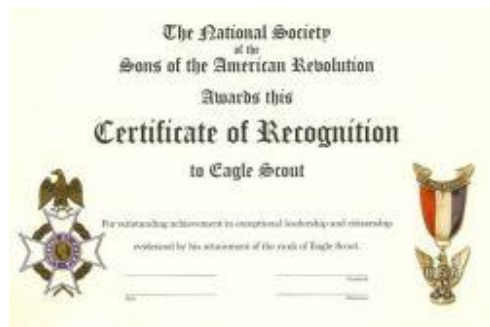 The National Society
of the
Sons of the American Revolution
Awards this
Certificate of Recognition
to Eagle Scout
For outstanding achievement in exceptional leadership and citizenship
evidenced by his attainment of the rank of Eagle Scout.